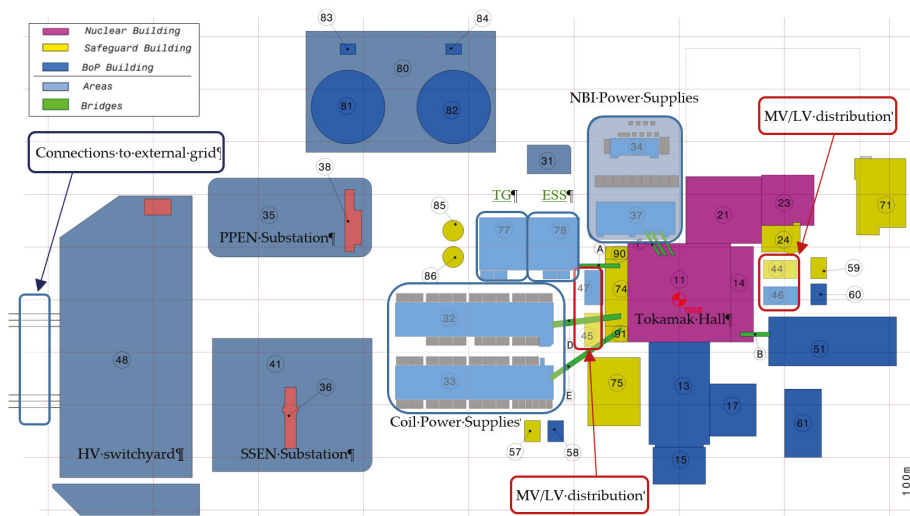 Nuclear Building
Safeguard Building
BoP Building
Areas
Bridges
83
84
80
81
82
NBI·Power·Supplies
MV/LV·distribution
Connections·to·external·grid¶
38
31
34
35
PPEN·Substation¶
85
86
TG¶
ESS¶
77
78
37
21
23
24
71
A
90
47
74
11
14
44
46
59
60
TGCS
Tokamak·Hall¶
32
45
91
D
B
51
48
41
36
33
E
75
13
17
61
15
Coil·Power·Supplies
HV·switchyard¶
SSEN·Substation¶
57
58
MV/LV·distribution
100m